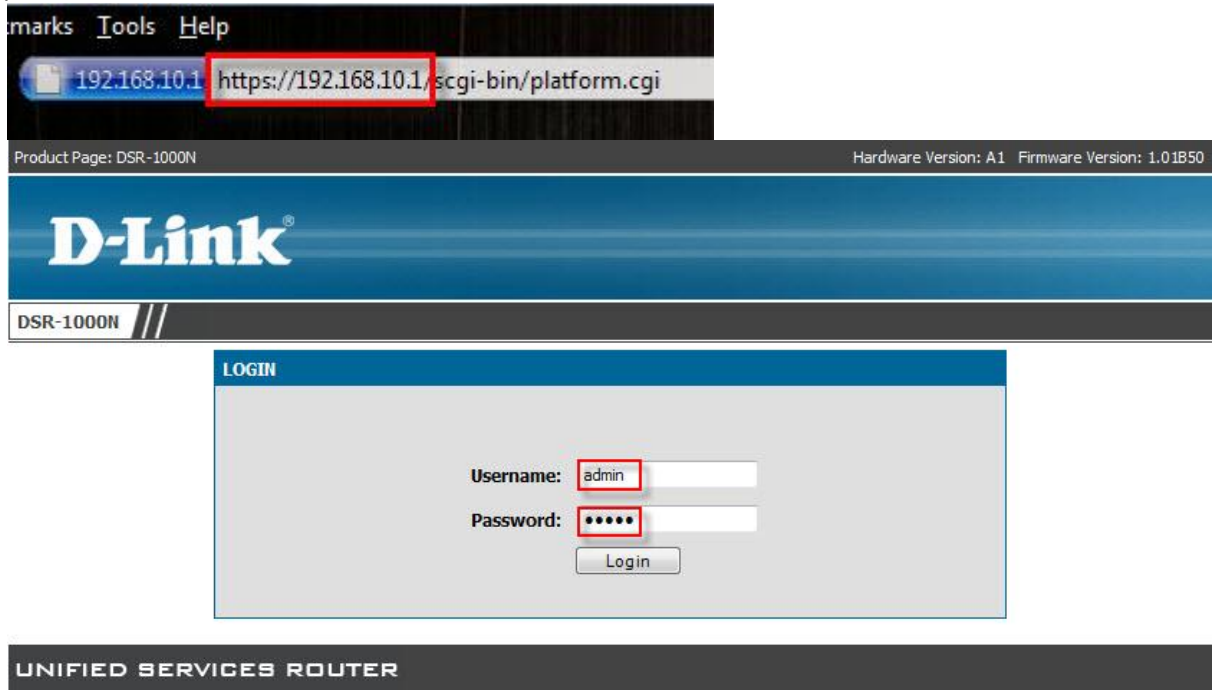 marks Tools Help
192.168.10.1 https://192.168.10.1/scgi-bin/platform.cgi
Product Page: DSR-1000N Hardware Version: A1 Firmware Version: 1.01B50
D-Link®
DSR-1000N
LOGIN
Username: admin
Password: •••••
Login
UNIFIED SERVICES ROUTER